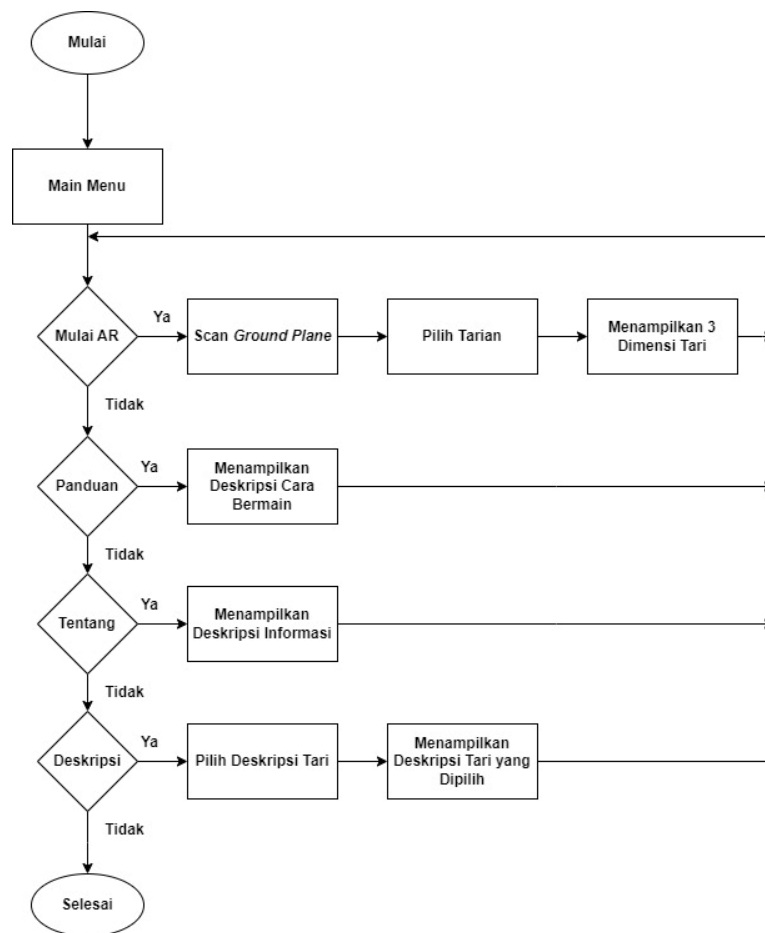 Mulai
Main Menu
Mulai AR
Ya
Scan Ground Plane
Pilih Tarian
Menampilkan 3
Dimensi Tari
Tidak
Panduan
Ya
Menampilkan
Deskripsi Cara
Bermain
Tidak
Tentang
Ya
Menampilkan
Deskripsi Informasi
Tidak
Deskripsi
Ya
Pilih Deskripsi Tari
Menampilkan
Deskripsi Tari yang
Dipilih
Tidak
Selesai